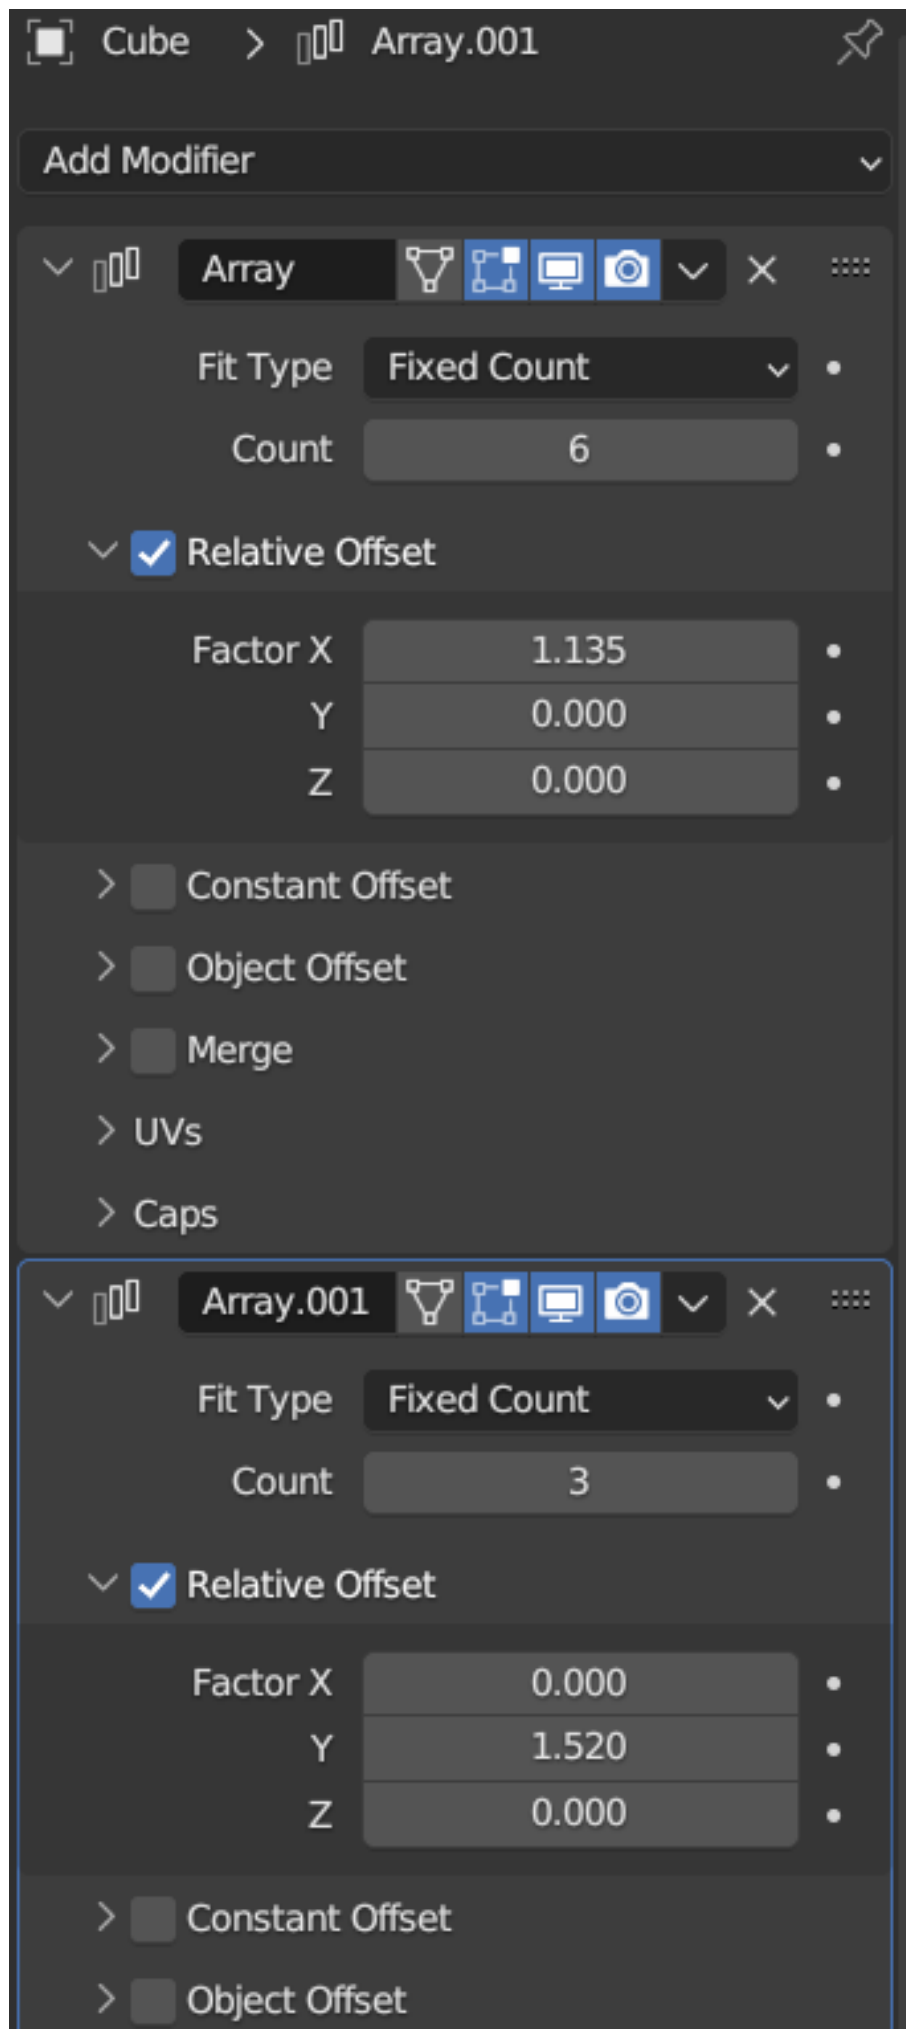 Cube > Array.001
Add Modifier
Array
Fit Type Fixed Count
Count 6
Relative Offset
Factor X 1.135
Y 0.000
Z 0.000
Constant Offset
Object Offset
Merge
UVs
Caps
Array.001
Fit Type Fixed Count
Count 3
Relative Offset
Factor X 0.000
Y 1.520
Z 0.000
Constant Offset
Object Offset